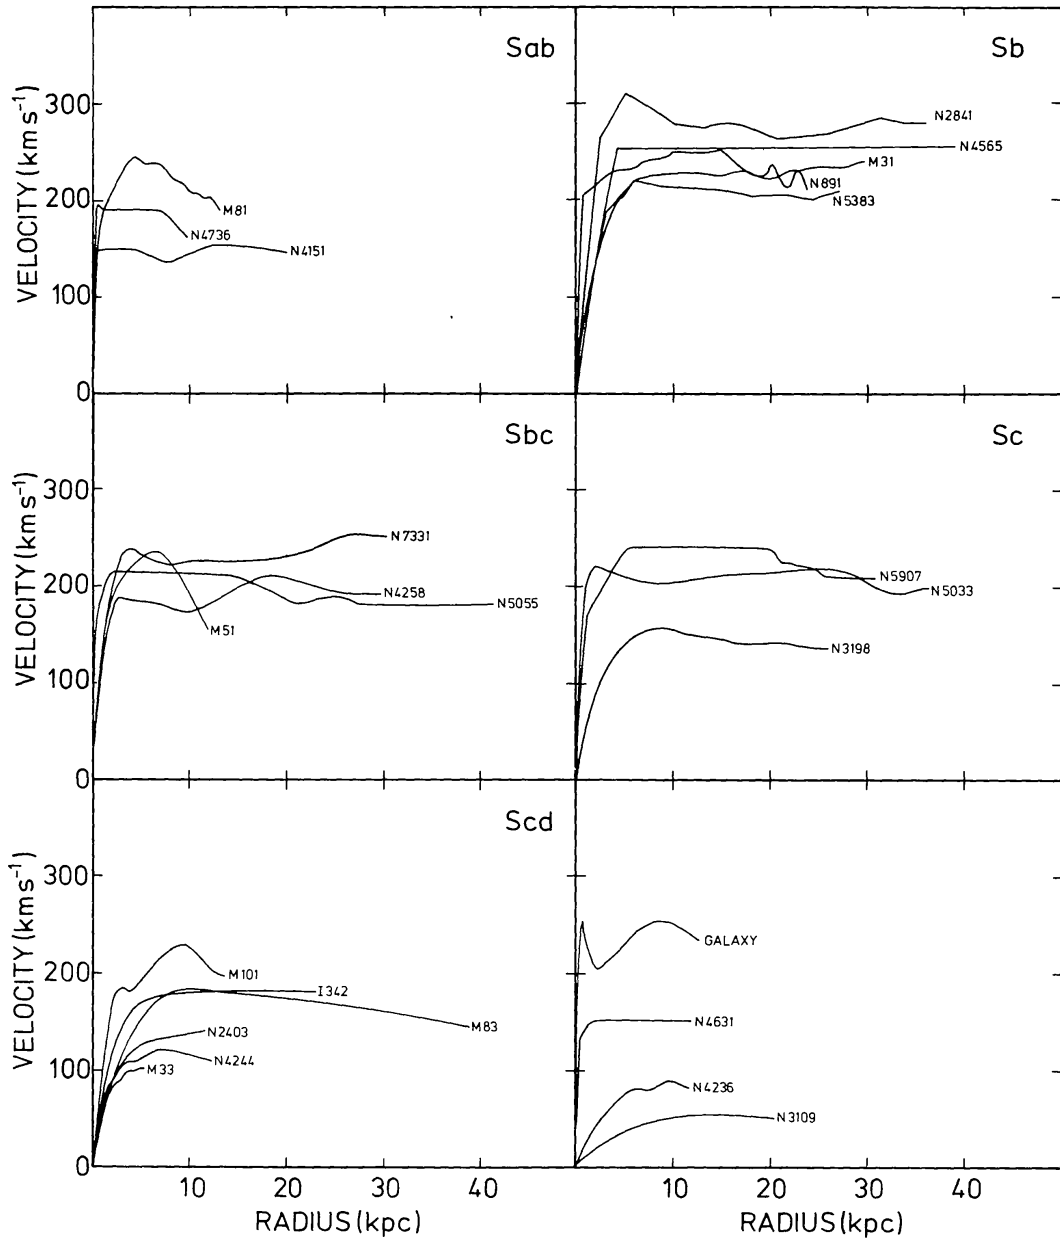 Sab
VELOCITY (km s⁻¹)
300
200
100
0
M81
N4736
N4151
Sb
N2841
N4565
M31
N891
N5383
Sbc
VELOCITY (km s⁻¹)
300
200
100
0
N7331
N4258
N5055
M51
Sc
N5907
N5033
N3198
Scd
VELOCITY (km s⁻¹)
300
200
100
0
M101
I342
M83
N2403
N4244
M33
10 20 30 40
RADIUS (kpc)
GALAXY
N4631
N4236
N3109
10 20 30 40
RADIUS (kpc)